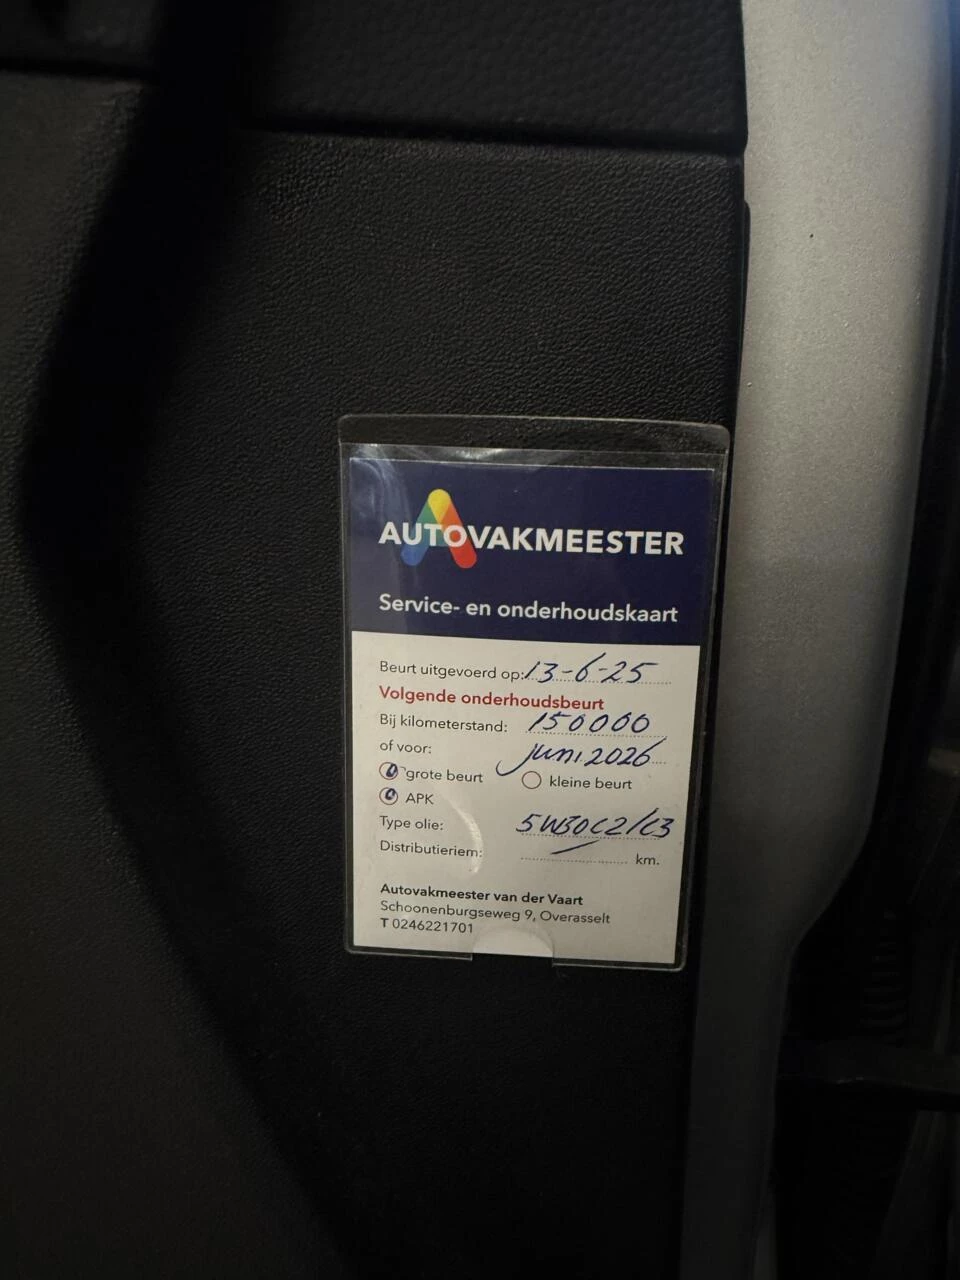 AUTOVAKMEESTER
Service- en onderhoudskaart
Beurt uitgevoerd op: 13-6-25
Volgende onderhoudsbeurt
Bij kilometerstand: 150000
of voor: juni 2026
grote beurt kleine beurt
APK
Type olie: 5W30C2/C3
Distributieriem: km.
Autovakmeester van der Vaart
Schoonenburgseweg 9, Overasselt
T 0246221701